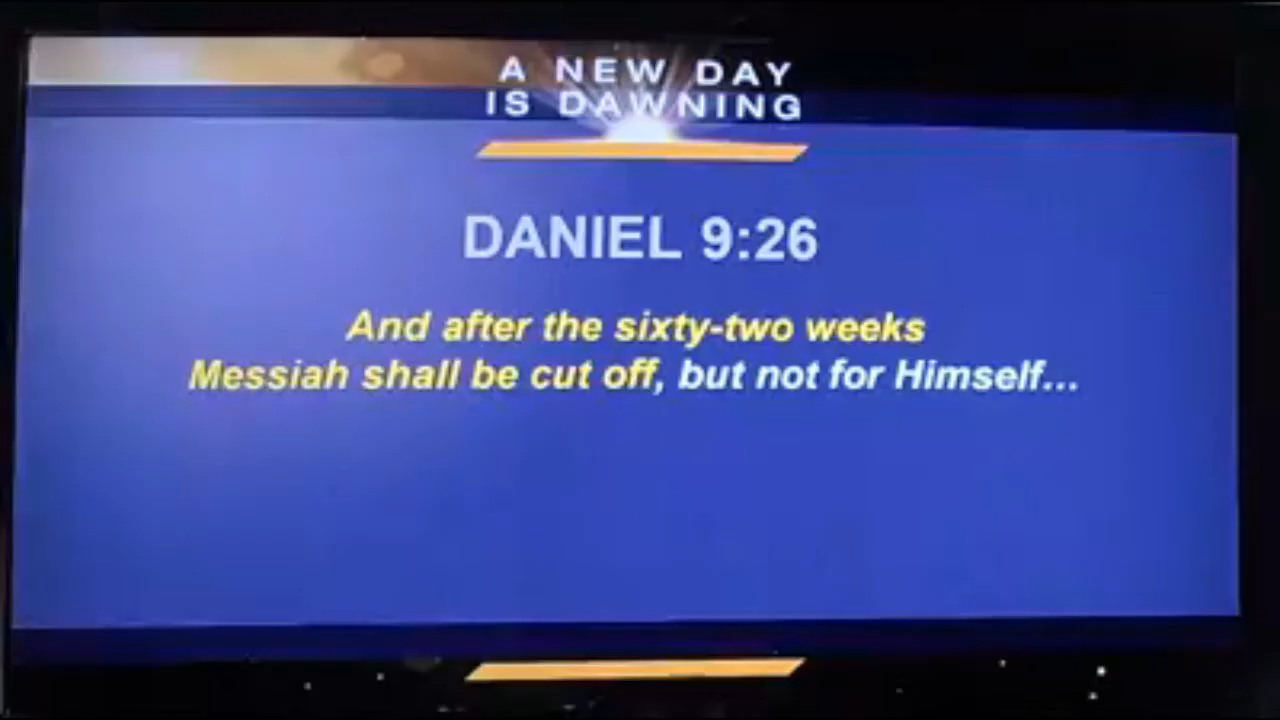 A NEW DAY
IS DAWNING
DANIEL 9:26
And after the sixty-two weeks
Messiah shall be cut off, but not for Himself...